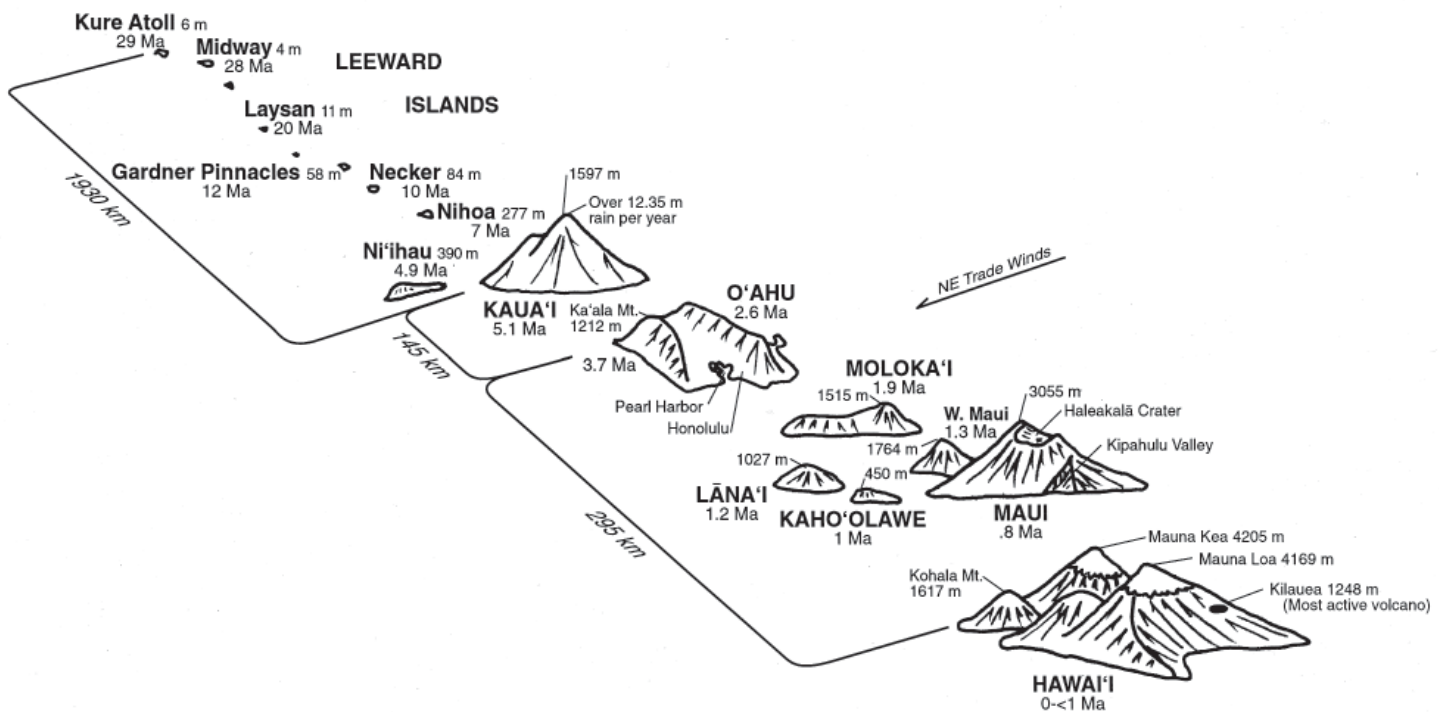 Kure Atoll 6 m
29 Ma
Midway 4 m
28 Ma
LEEWARD
ISLANDS
Laysan 11 m
20 Ma
Gardner Pinnacles 58 m
12 Ma
Necker 84 m
10 Ma
Nihoa 277 m
7 Ma
Ni‘ihau 390 m
4.9 Ma
1930 km
1597 m
Over 12.35 m
rain per year
KAUA‘I
5.1 Ma
NE Trade Winds
145 km
Ka‘ala Mt.
1212 m
O‘AHU
2.6 Ma
3.7 Ma
Pearl Harbor
Honolulu
MOLOKA‘I
1.9 Ma
1515 m
W. Maui
1.3 Ma
1764 m
3055 m
Haleakalā Crater
Kipahulu Valley
1027 m
LĀNA‘I
1.2 Ma
450 m
KAHO‘OLAWE
1 Ma
MAUI
.8 Ma
295 km
Mauna Kea 4205 m
Mauna Loa 4169 m
Kohala Mt.
1617 m
Kilauea 1248 m
(Most active volcano)
HAWAI‘I
0-<1 Ma